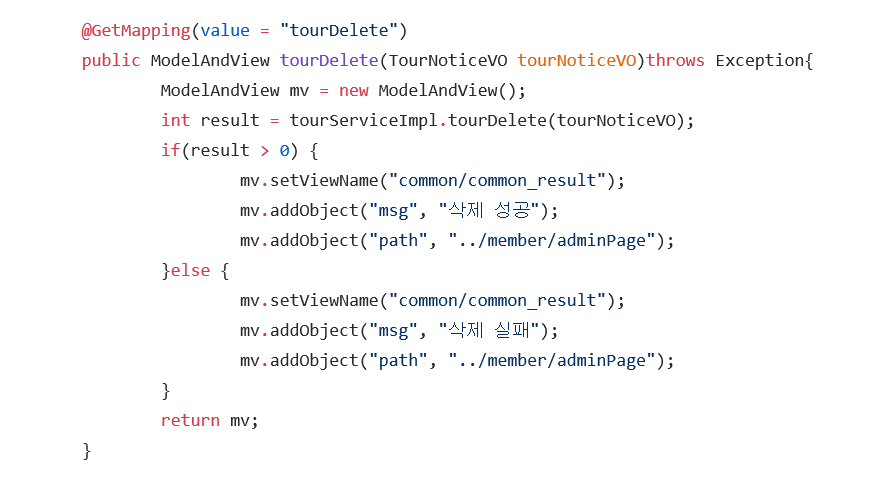 @GetMapping(value = "tourDelete")
public ModelAndView tourDelete(TourNoticeVO tourNoticeVO)throws Exception{
ModelAndView mv = new ModelAndView();
int result = tourServiceImpl.tourDelete(tourNoticeVO);
if(result > 0) {
mv.setViewName("common/common_result");
mv.addObject("msg", "삭제 성공");
mv.addObject("path", "../member/adminPage");
}else {
mv.setViewName("common/common_result");
mv.addObject("msg", "삭제 실패");
mv.addObject("path", "../member/adminPage");
}
return mv;
}